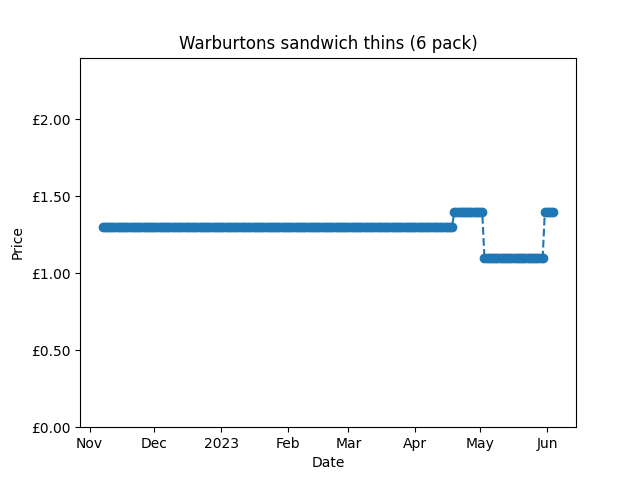 Warburtons sandwich thins (6 pack)
£2.00
£1.50
£1.00
£0.50
£0.00
Price
Nov Dec 2023 Feb Mar Apr May Jun
Date